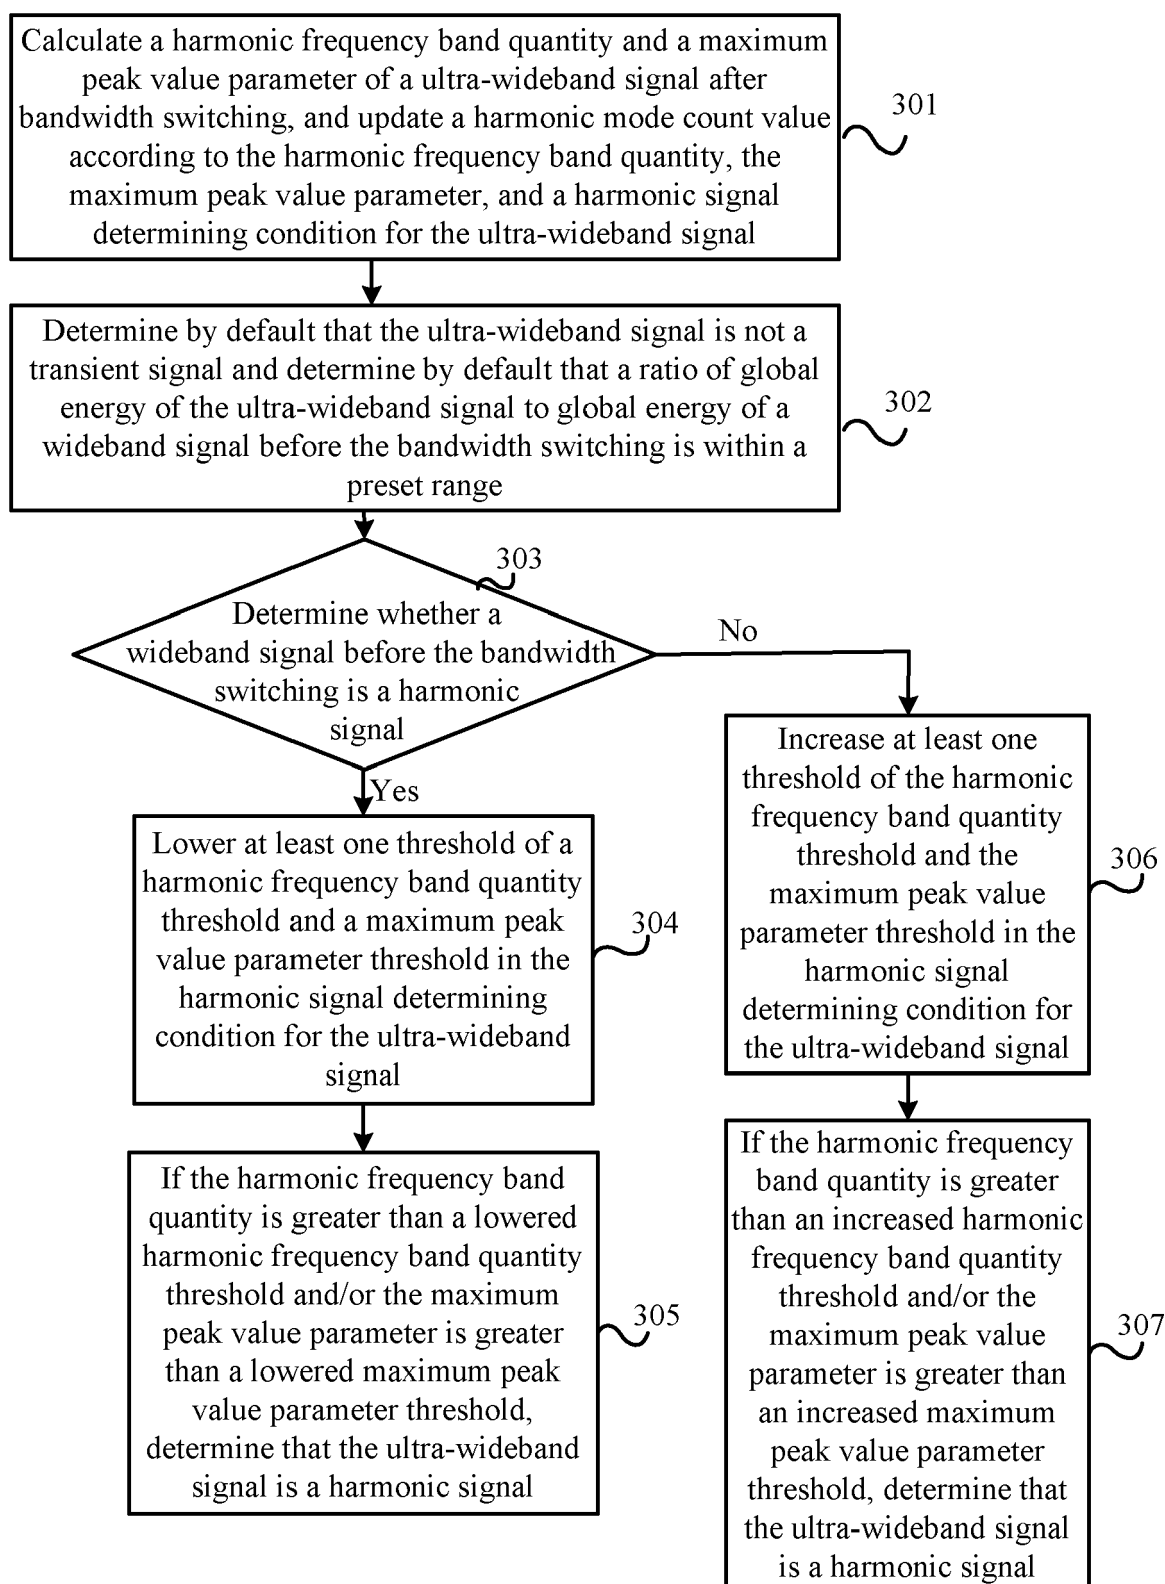 Calculate a harmonic frequency band quantity and a maximum
peak value parameter of a ultra-wideband signal after
bandwidth switching, and update a harmonic mode count value
according to the harmonic frequency band quantity, the
maximum peak value parameter, and a harmonic signal
determining condition for the ultra-wideband signal
301
Determine by default that the ultra-wideband signal is not a
transient signal and determine by default that a ratio of global
energy of the ultra-wideband signal to global energy of a
wideband signal before the bandwidth switching is within a
preset range
302
303
Determine whether a
wideband signal before the bandwidth
switching is a harmonic
signal
No
Yes
Lower at least one threshold of a
harmonic frequency band quantity
threshold and a maximum peak
value parameter threshold in the
harmonic signal determining
condition for the ultra-wideband
signal
304
If the harmonic frequency band
quantity is greater than a lowered
harmonic frequency band quantity
threshold and/or the maximum
peak value parameter is greater
than a lowered maximum peak
value parameter threshold,
determine that the ultra-wideband
signal is a harmonic signal
305
Increase at least one
threshold of the harmonic
frequency band quantity
threshold and the
maximum peak value
parameter threshold in the
harmonic signal
determining condition for
the ultra-wideband signal
306
If the harmonic frequency
band quantity is greater
than an increased harmonic
frequency band quantity
threshold and/or the
maximum peak value
parameter is greater than
an increased maximum
peak value parameter
threshold, determine that
the ultra-wideband signal
is a harmonic signal
307